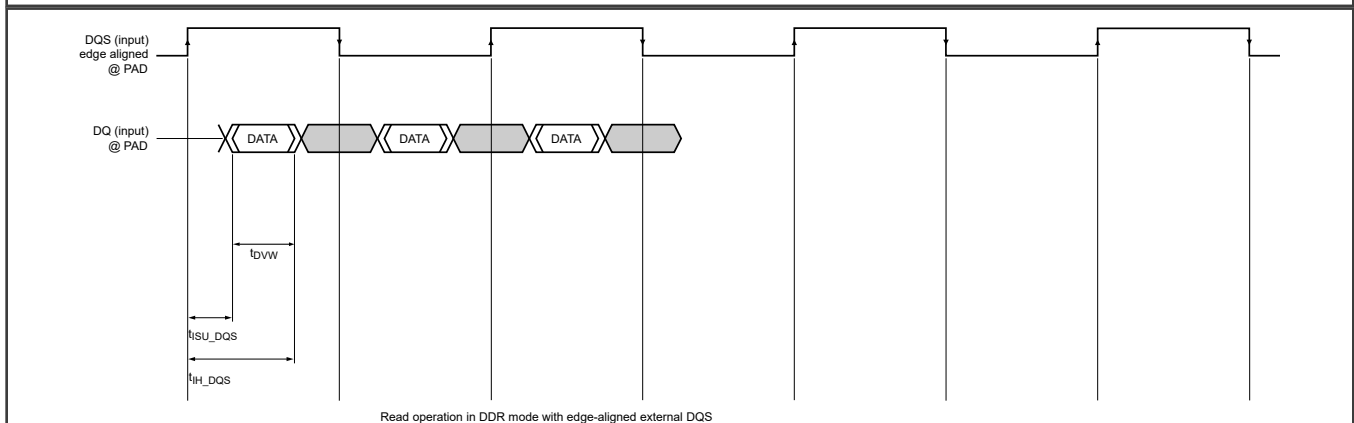 DQS (input)
edge aligned
@ PAD
DQ (input)
@ PAD
DATA DATA DATA
tDVW
tISU_DQS
tIH_DQS
Read operation in DDR mode with edge-aligned external DQS